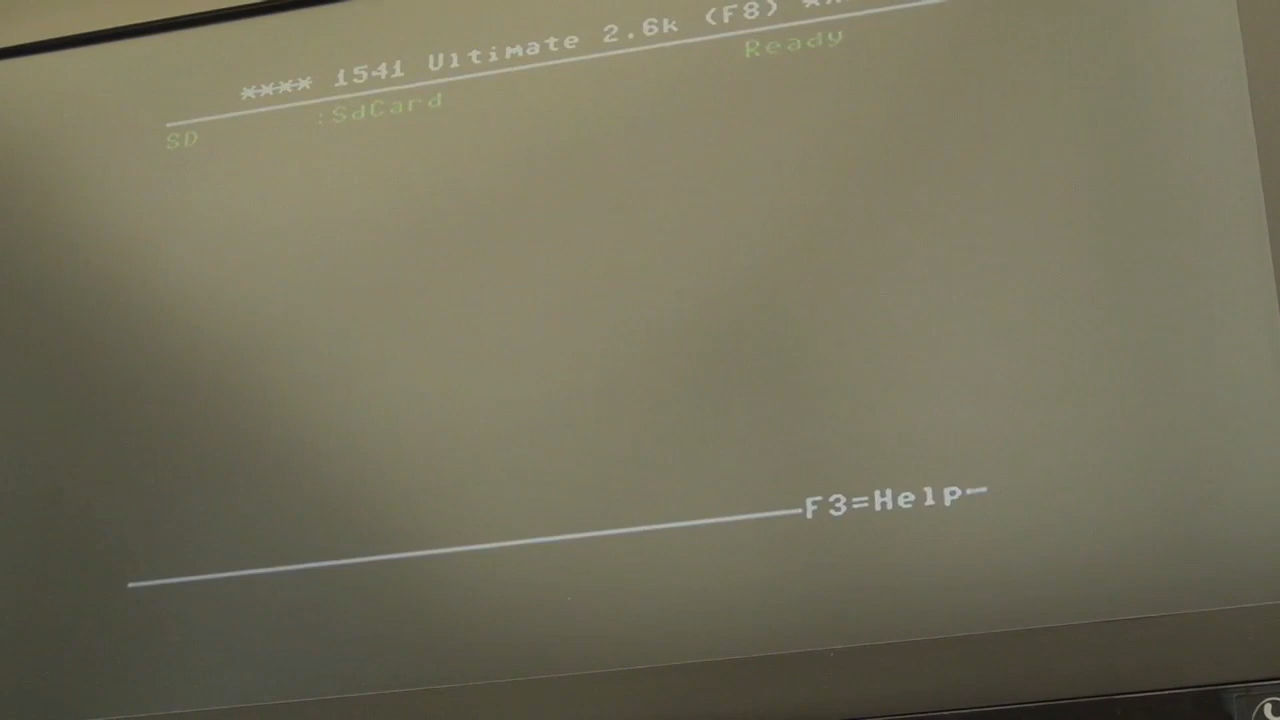 **** 1541 Ultimate 2.6k (F8) **
SD :SdCard Ready
F3=Help